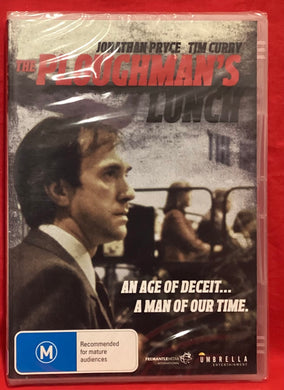 JONATHAN PRYCE TIM CURRY
THE PLOUGHMAN'S
LUNCH
AN AGE OF DECEIT...
A MAN OF OUR TIME.
M
Recommended
for mature
audiences
FREMANTLEMEDIA
INTERNATIONAL
UMBRELLA
ENTERTAINMENT